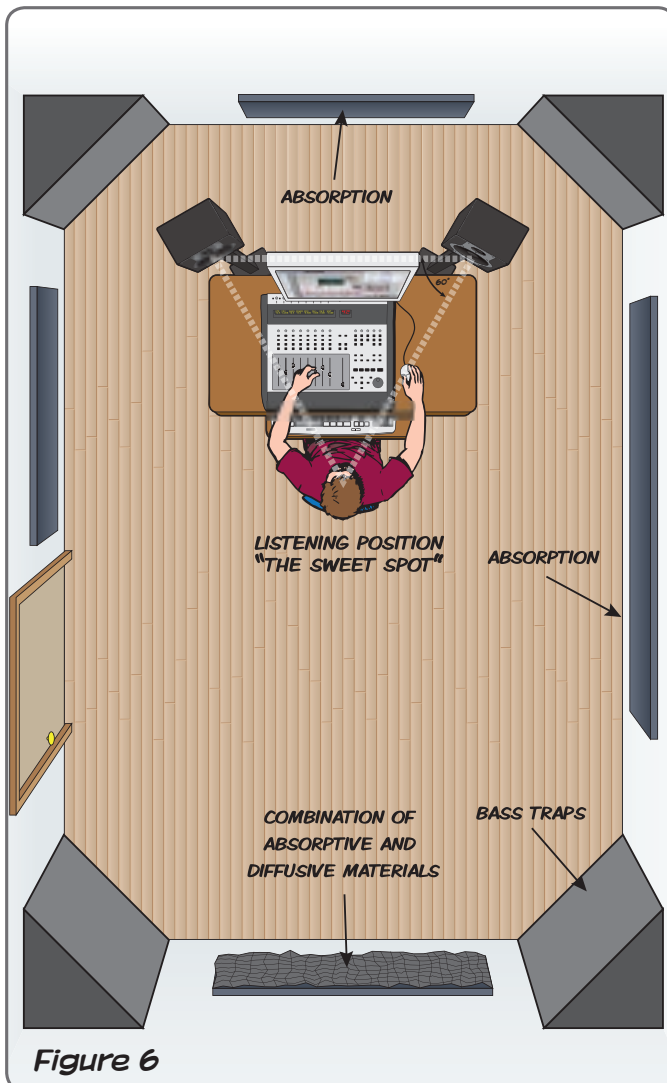 ABSORPTION
60°
LISTENING POSITION
"THE SWEET SPOT"
ABSORPTION
COMBINATION OF
ABSORPTIVE AND
DIFFUSIVE MATERIALS
BASS TRAPS
Figure 6